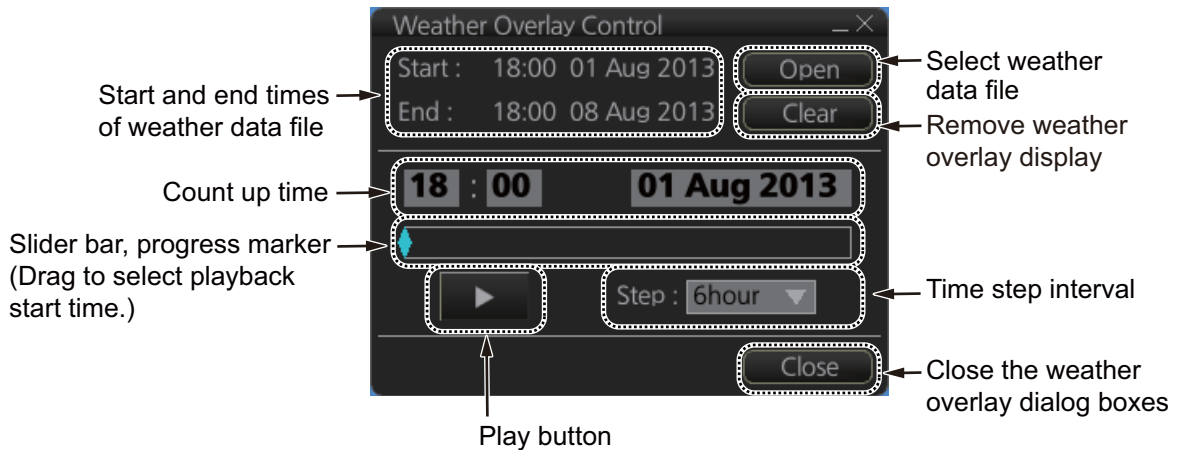 Weather Overlay Control
Start : 18:00 01 Aug 2013
End : 18:00 08 Aug 2013
Open
Clear
Select weather
data file
Remove weather
overlay display
Start and end times
of weather data file
Count up time
18 : 00 01 Aug 2013
Slider bar, progress marker
(Drag to select playback
start time.)
Step : 6hour
Time step interval
Close
Close the weather
overlay dialog boxes
Play button